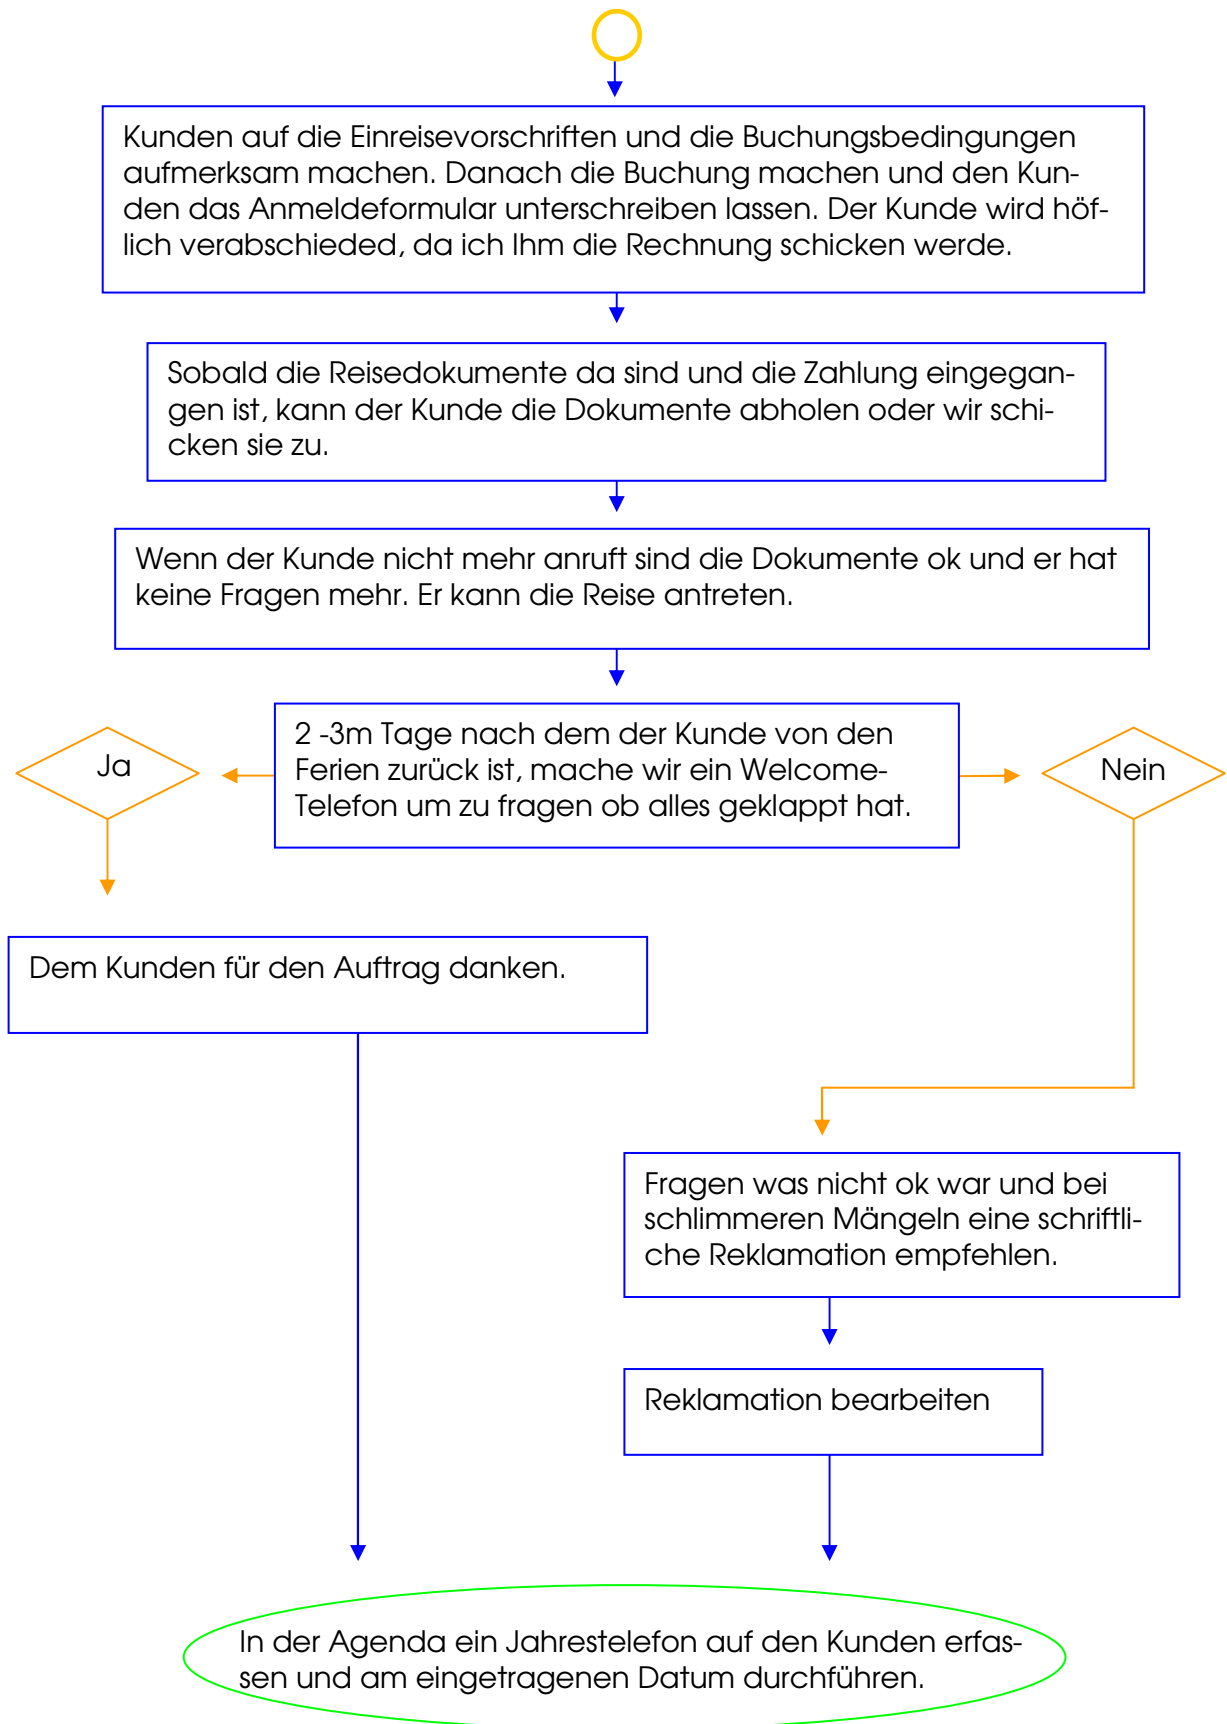 Kunden auf die Einreisevorschriften und die Buchungsbedingungen
aufmerksam machen. Danach die Buchung machen und den Kun-
den das Anmeldeformular unterschreiben lassen. Der Kunde wird höf-
lich verabschieded, da ich Ihm die Rechnung schicken werde.
Sobald die Reisedokumente da sind und die Zahlung eingegan-
gen ist, kann der Kunde die Dokumente abholen oder wir schi-
cken sie zu.
Wenn der Kunde nicht mehr anruft sind die Dokumente ok und er hat
keine Fragen mehr. Er kann die Reise antreten.
2 -3m Tage nach dem der Kunde von den
Ferien zurück ist, mache wir ein Welcome-
Telefon um zu fragen ob alles geklappt hat.
Ja
Nein
Dem Kunden für den Auftrag danken.
Fragen was nicht ok war und bei
schlimmeren Mängeln eine schriftli-
che Reklamation empfehlen.
Reklamation bearbeiten
In der Agenda ein Jahrestelefon auf den Kunden erfas-
sen und am eingetragenen Datum durchführen.